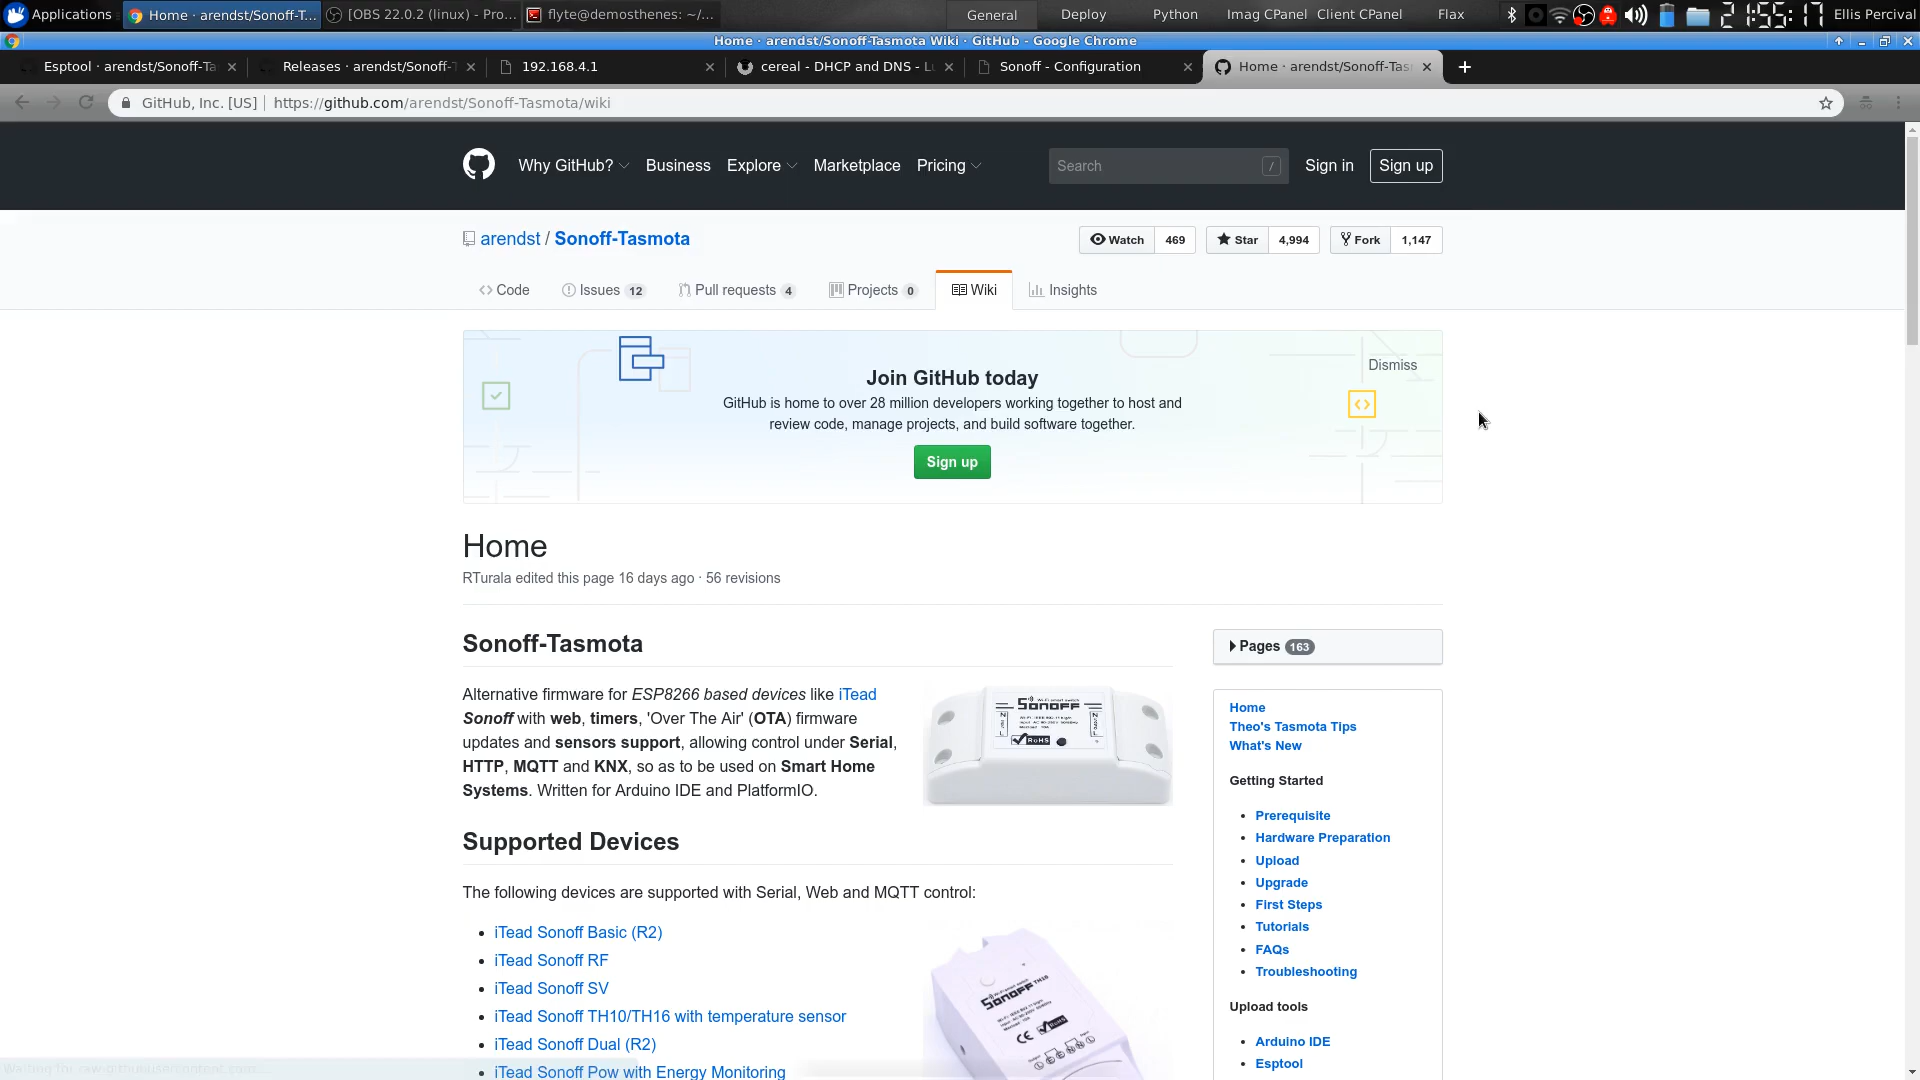 Applications
Home · arendst/Sonoff-T...
[OBS 22.0.2 (linux) - Pro...
flyte@demosthenes: ~/...
General
Deploy
Python
Imag CPanel
Client CPanel
Flax
21:55:17
Ellis Percival
Home · arendst/Sonoff-Tasmota Wiki · GitHub - Google Chrome
Esptool · arendst/Sonoff-Ta
Releases · arendst/Sonoff-T
192.168.4.1
cereal - DHCP and DNS - Lu
Sonoff - Configuration
Home · arendst/Sonoff-Tas
GitHub, Inc. [US]
https://github.com/arendst/Sonoff-Tasmota/wiki
Why GitHub?
Business
Explore
Marketplace
Pricing
Search
/
Sign in
Sign up
arendst / Sonoff-Tasmota
Watch 469
Star 4,994
Fork 1,147
Code
Issues 12
Pull requests 4
Projects 0
Wiki
Insights
Join GitHub today
Dismiss
GitHub is home to over 28 million developers working together to host and
review code, manage projects, and build software together.
Sign up
Home
RTurala edited this page 16 days ago · 56 revisions
Sonoff-Tasmota
Alternative firmware for ESP8266 based devices like iTead
Sonoff with web, timers, 'Over The Air' (OTA) firmware
updates and sensors support, allowing control under Serial,
HTTP, MQTT and KNX, so as to be used on Smart Home
Systems. Written for Arduino IDE and PlatformIO.
SONOFF
RoHS
Supported Devices
The following devices are supported with Serial, Web and MQTT control:
iTead Sonoff Basic (R2)
iTead Sonoff RF
iTead Sonoff SV
iTead Sonoff TH10/TH16 with temperature sensor
iTead Sonoff Dual (R2)
iTead Sonoff Pow with Energy Monitoring
SONOFF TH16
Pages 163
Home
Theo's Tasmota Tips
What's New
Getting Started
Prerequisite
Hardware Preparation
Upload
Upgrade
First Steps
Tutorials
FAQs
Troubleshooting
Upload tools
Arduino IDE
Esptool